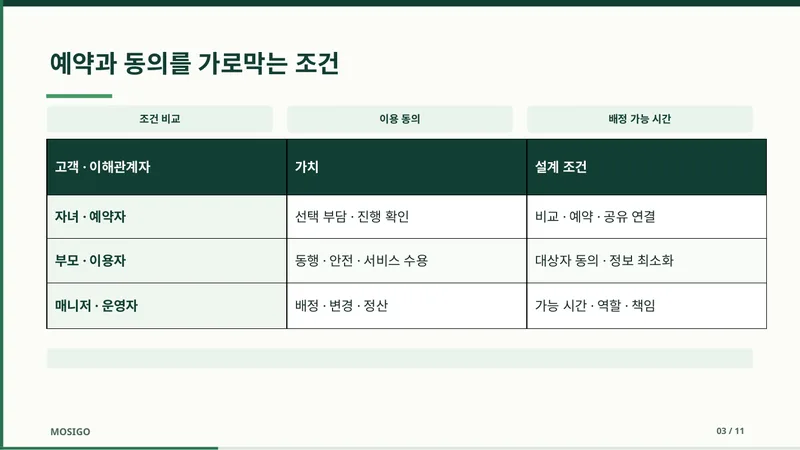 예약과 동의를 가로막는 조건
조건 비교
이용 동의
배정 가능 시간
고객 · 이해관계자
가치
설계 조건
자녀 · 예약자
선택 부담 · 진행 확인
비교 · 예약 · 공유 연결
부모 · 이용자
동행 · 안전 · 서비스 수용
대상자 동의 · 정보 최소화
매니저 · 운영자
배정 · 변경 · 정산
가능 시간 · 역할 · 책임
MOSIGO
03 / 11